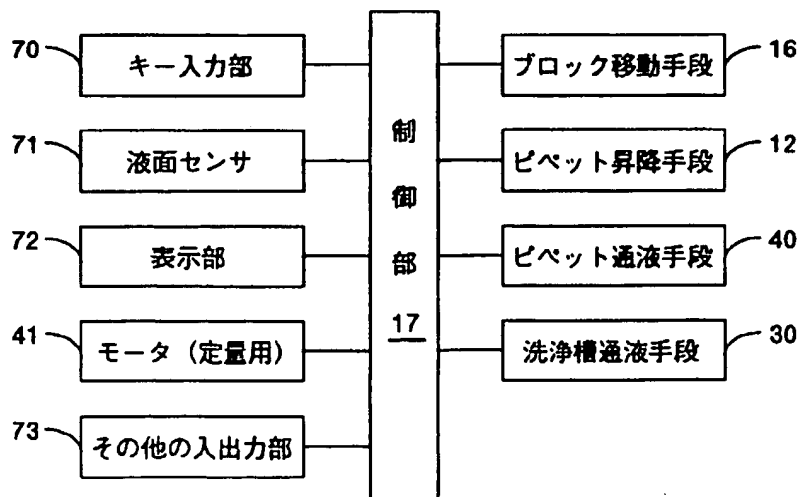 70 キー入力部
71 液面センサ
72 表示部
41 モータ（定量用）
73 その他の入出力部
制御部
17
ブロック移動手段 16
ピペット昇降手段 12
ピペット通液手段 40
洗浄槽通液手段 30